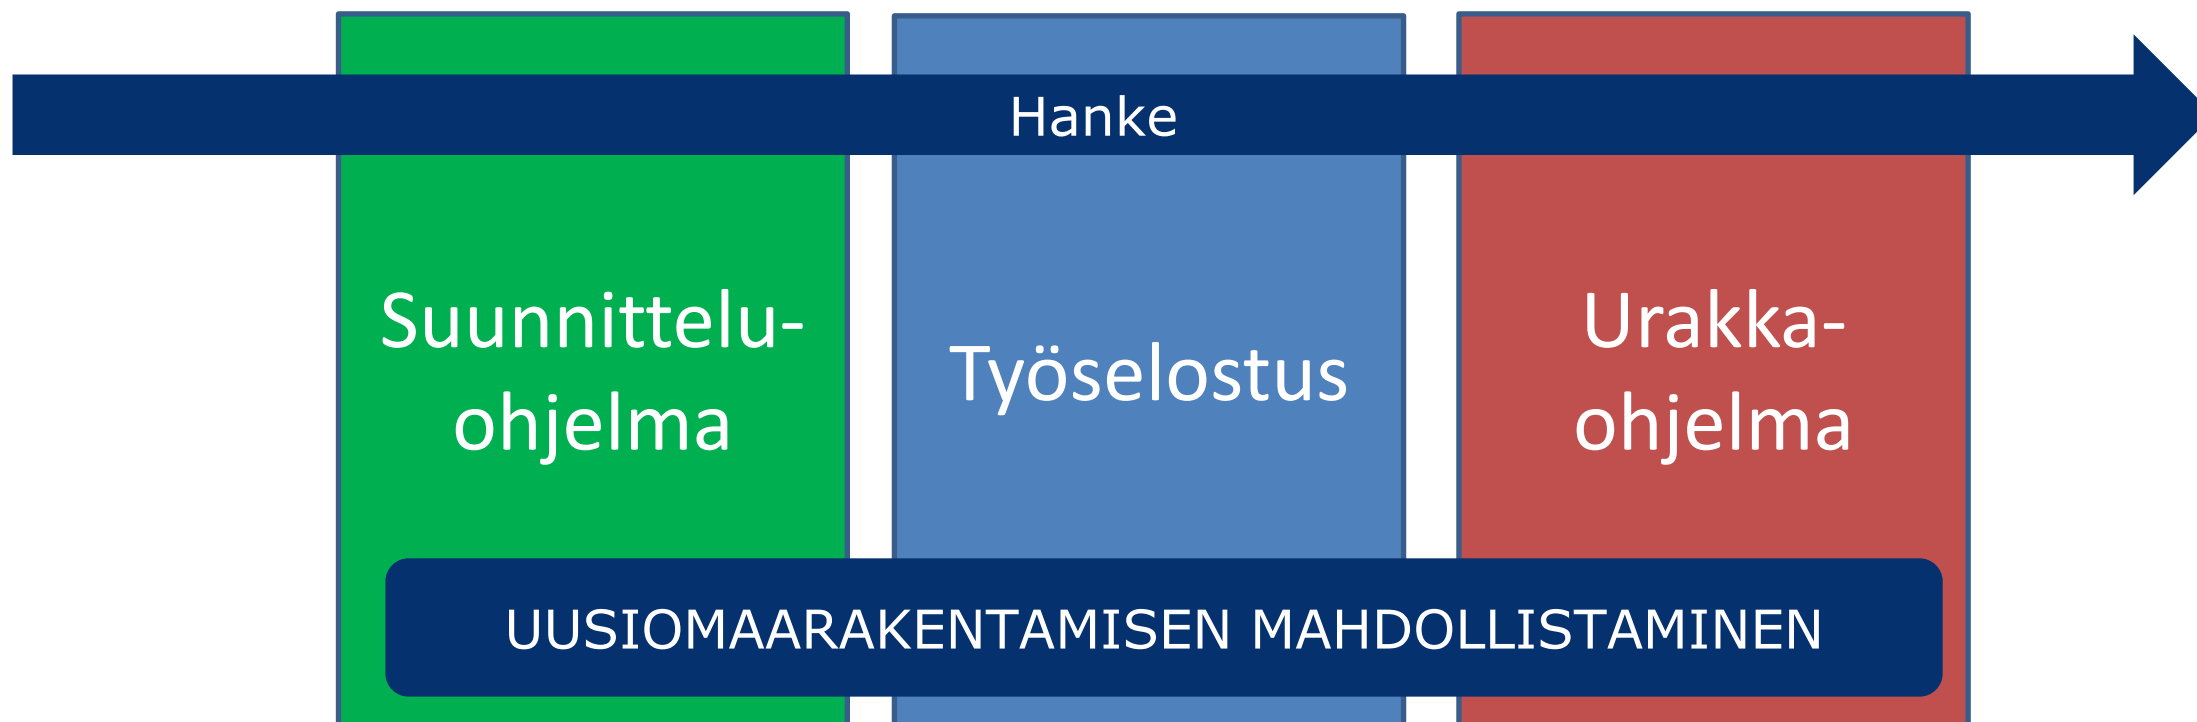 Hanke
Suunnittelu-
ohjelma
Työselostus
Urakka-
ohjelma
UUSIOMAARAKENTAMISEN MAHDOLLISTAMINEN